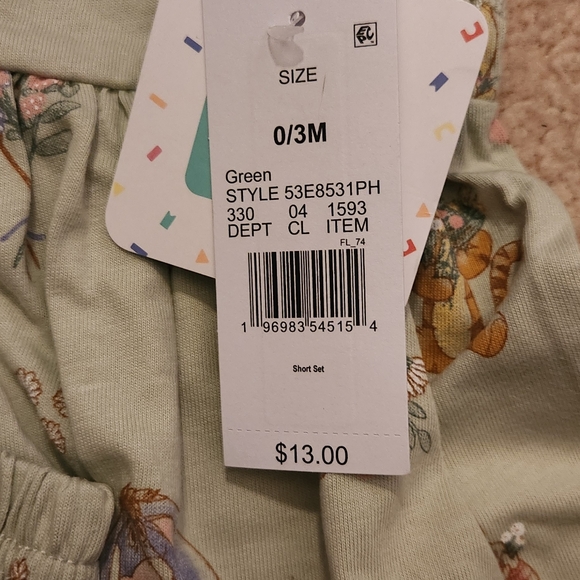 SIZE
0/3M
Green
STYLE 53E8531PH
330 04 1593
DEPT CL ITEM
FL_74
1 96983 54515 4
Short Set
$13.00